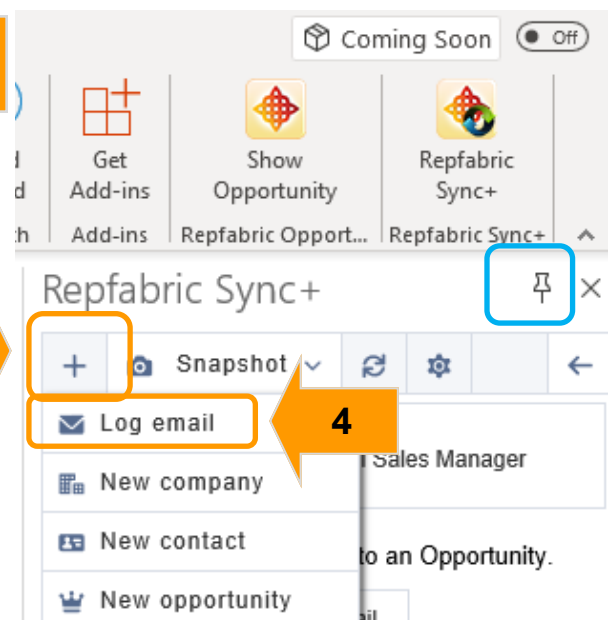 Coming Soon Off
Get Show Repfabric
d Add-ins Opportunity Sync+
Add-ins Repfabric Opport... Repfabric Sync+
Repfabric Sync+
Snapshot
Log email 4
Sales Manager
New company
New contact
to an Opportunity.
New opportunity